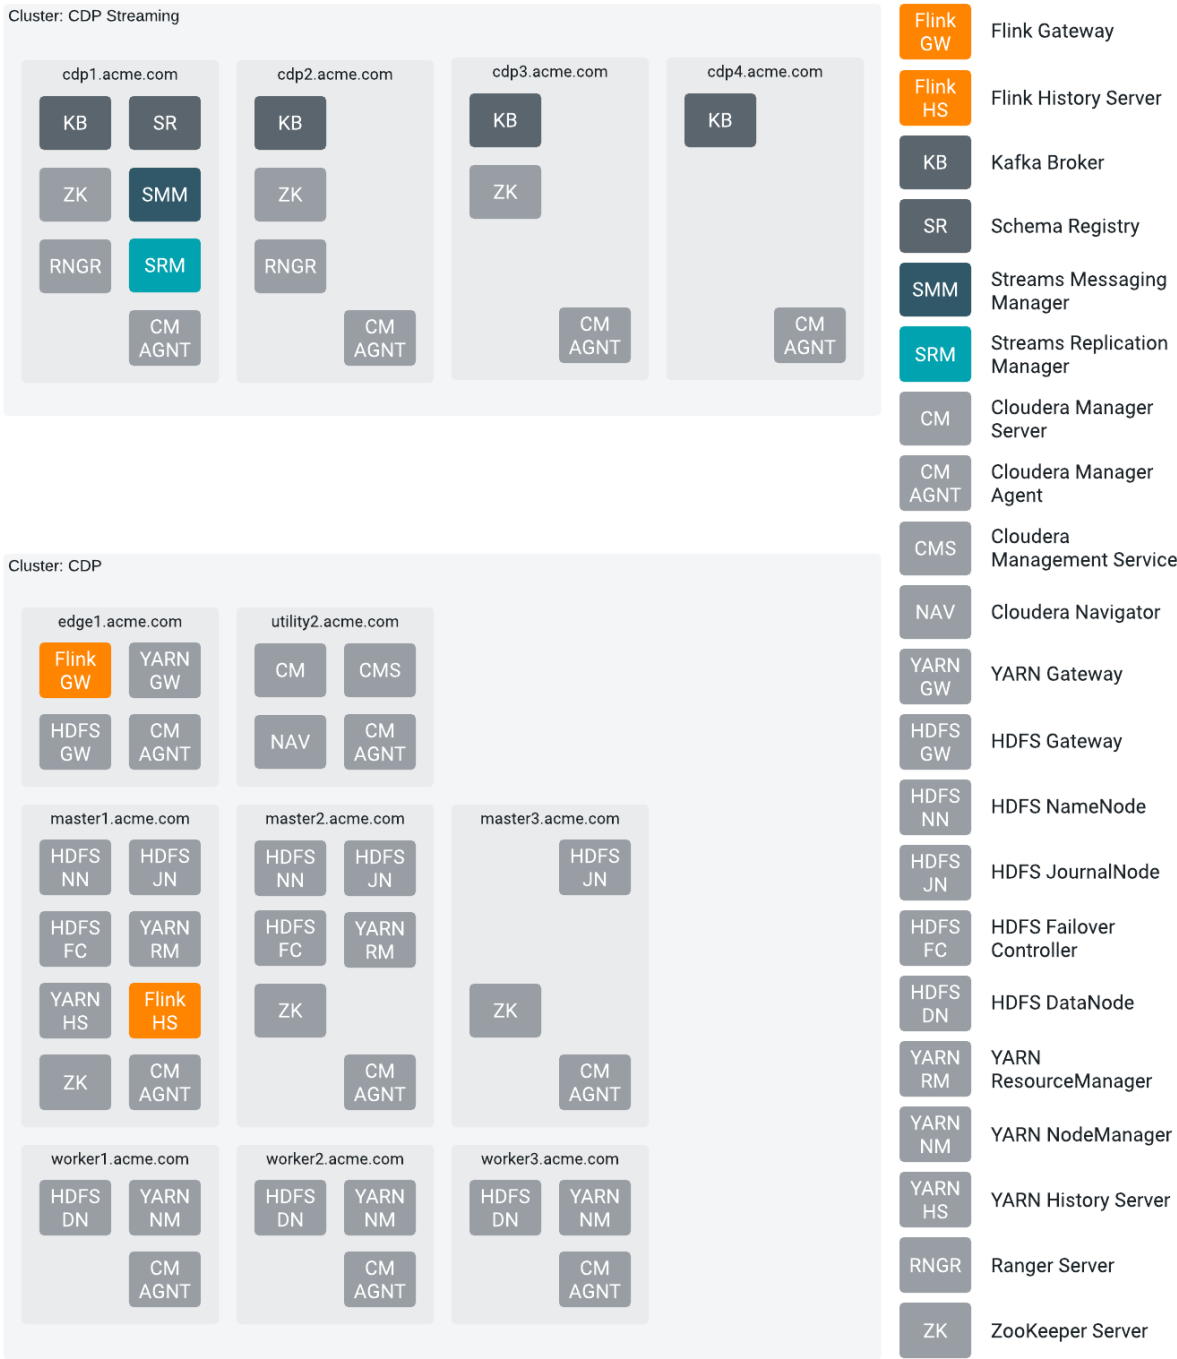 Cluster: CDP Streaming
cdp1.acme.com
KB
SR
ZK
SMM
RNGR
SRM
CM
AGNT
cdp2.acme.com
KB
ZK
RNGR
CM
AGNT
cdp3.acme.com
KB
ZK
CM
AGNT
cdp4.acme.com
KB
CM
AGNT
Cluster: CDP
edge1.acme.com
Flink
GW
YARN
GW
HDFS
GW
CM
AGNT
utility2.acme.com
CM
CMS
NAV
CM
AGNT
master1.acme.com
HDFS
NN
HDFS
JN
HDFS
FC
YARN
RM
YARN
HS
Flink
HS
ZK
CM
AGNT
master2.acme.com
HDFS
NN
HDFS
JN
HDFS
FC
YARN
RM
ZK
CM
AGNT
master3.acme.com
HDFS
JN
ZK
CM
AGNT
worker1.acme.com
HDFS
DN
YARN
NM
CM
AGNT
worker2.acme.com
HDFS
DN
YARN
NM
CM
AGNT
worker3.acme.com
HDFS
DN
YARN
NM
CM
AGNT
Flink
GW
Flink Gateway
Flink
HS
Flink History Server
KB
Kafka Broker
SR
Schema Registry
SMM
Streams Messaging
Manager
SRM
Streams Replication
Manager
CM
Cloudera Manager
Server
CM
AGNT
Cloudera Manager
Agent
CMS
Cloudera
Management Service
NAV
Cloudera Navigator
YARN
GW
YARN Gateway
HDFS
GW
HDFS Gateway
HDFS
NN
HDFS NameNode
HDFS
JN
HDFS JournalNode
HDFS
FC
HDFS Failover
Controller
HDFS
DN
HDFS DataNode
YARN
RM
YARN
ResourceManager
YARN
NM
YARN NodeManager
YARN
HS
YARN History Server
RNGR
Ranger Server
ZK
ZooKeeper Server